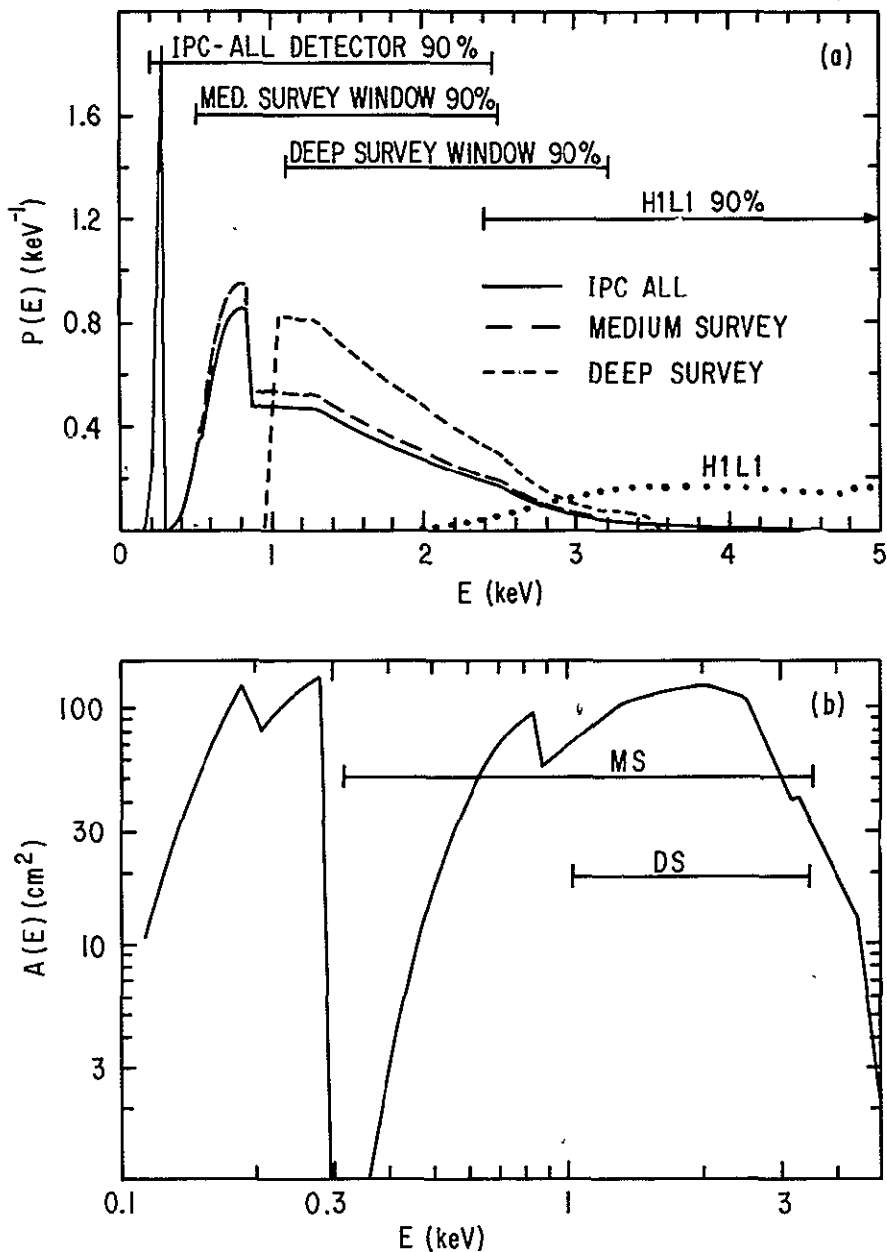 (a)
IPC-ALL DETECTOR 90%
MED. SURVEY WINDOW 90%
DEEP SURVEY WINDOW 90%
H1L1 90%
IPC ALL
MEDIUM SURVEY
DEEP SURVEY
H1L1
P(E) (keV⁻¹)
1.6
1.2
0.8
0.4
0 1 2 3 4 5
E (keV)
(b)
MS
DS
A(E)(cm²)
100
30
10
3
0.1 0.3 1 3
E (keV)